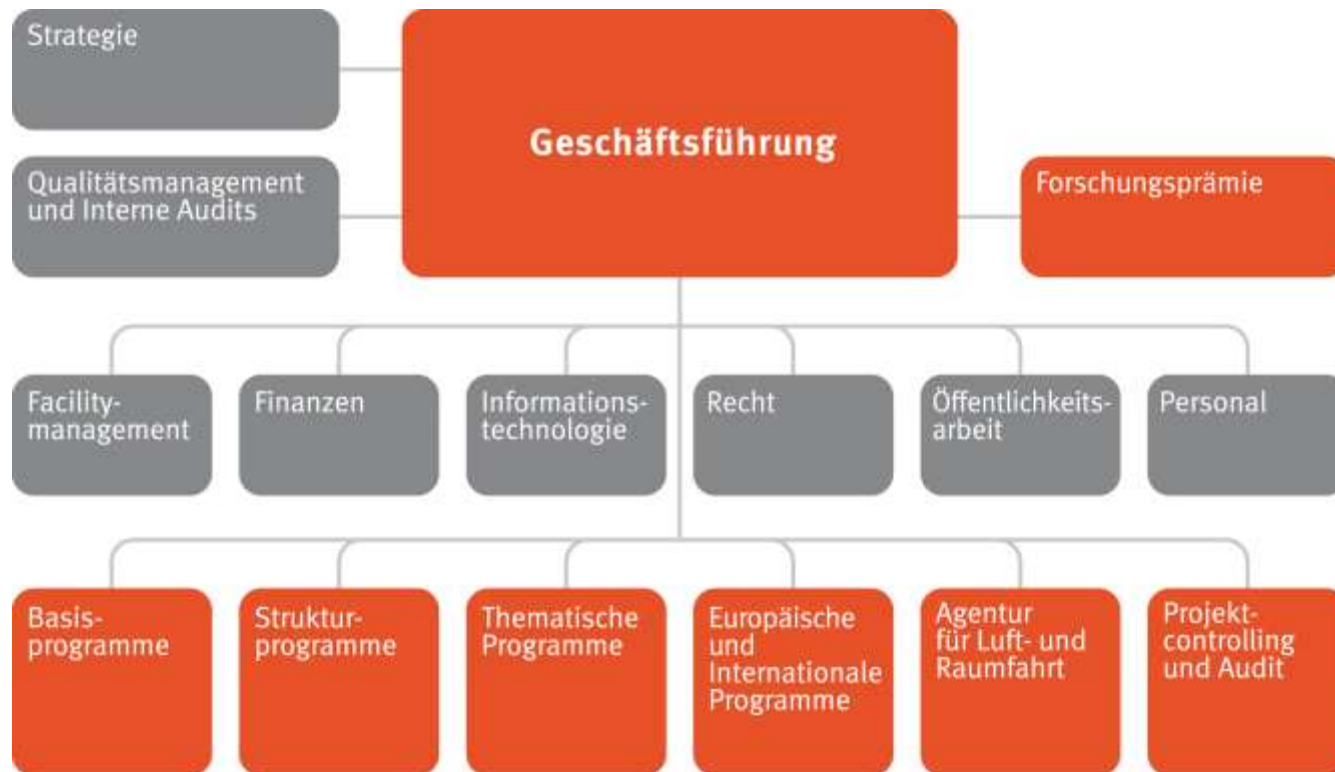 Strategie
Geschäftsführung
Qualitätsmanagement
und Interne Audits
Forschungsprämie
Facility-
management
Finanzen
Informations-
technologie
Recht
Öffentlichkeits-
arbeit
Personal
Basis-
programme
Struktur-
programme
Thematische
Programme
Europäische
und
Internationale
Programme
Agentur
für Luft- und
Raumfahrt
Projekt-
controlling
und Audit